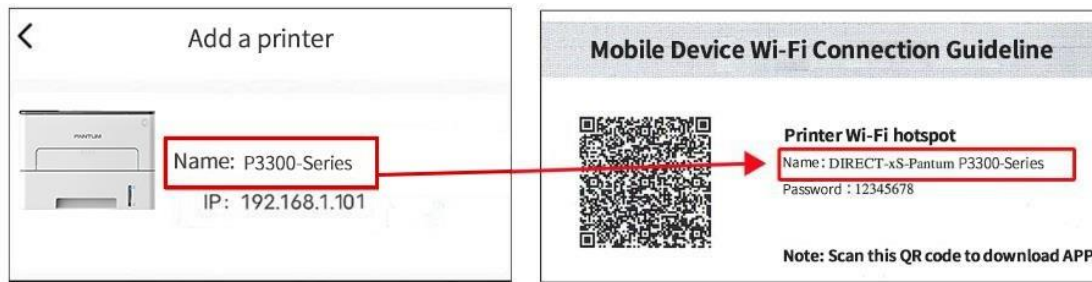 Add a printer
PANTUM
Name: P3300-Series
IP: 192.168.1.101
Mobile Device Wi-Fi Connection Guideline
Printer Wi-Fi hotspot
Name: DIRECT-xS-Pantum P3300-Series
Password : 12345678
Note: Scan this QR code to download APP